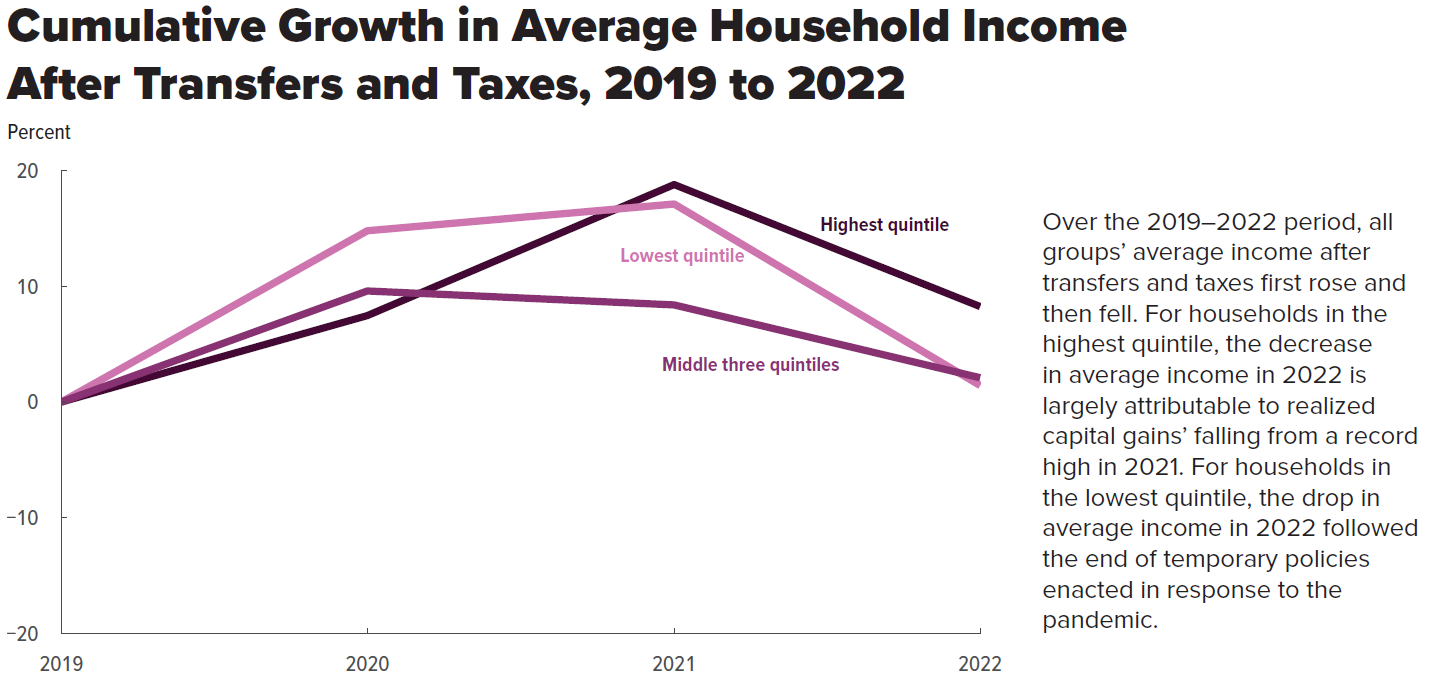 Cumulative Growth in Average Household Income
After Transfers and Taxes, 2019 to 2022
Percent
20
10
0
−10
−20
2019
2020
2021
2022
Highest quintile
Lowest quintile
Middle three quintiles
Over the 2019–2022 period, all
groups’ average income after
transfers and taxes first rose and
then fell. For households in the
highest quintile, the decrease
in average income in 2022 is
largely attributable to realized
capital gains’ falling from a record
high in 2021. For households in
the lowest quintile, the drop in
average income in 2022 followed
the end of temporary policies
enacted in response to the
pandemic.